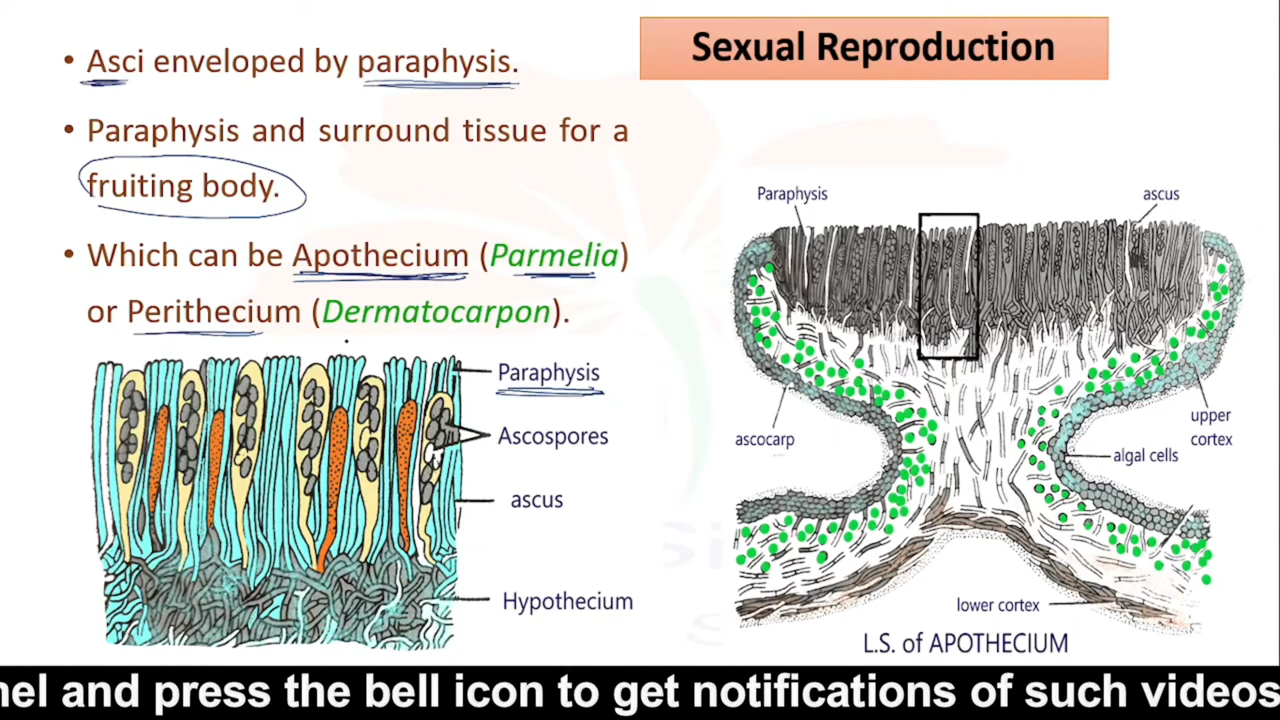 Sexual Reproduction
• Asci enveloped by paraphysis.
• Paraphysis and surround tissue for a
fruiting body.
• Which can be Apothecium (Parmelia)
or Perithecium (Dermatocarpon).
Paraphysis
Ascospores
ascus
Hypothecium
Paraphysis
ascus
ascocarp
upper
cortex
algal cells
lower cortex
L.S. of APOTHECIUM
nel and press the bell icon to get notifications of such videos